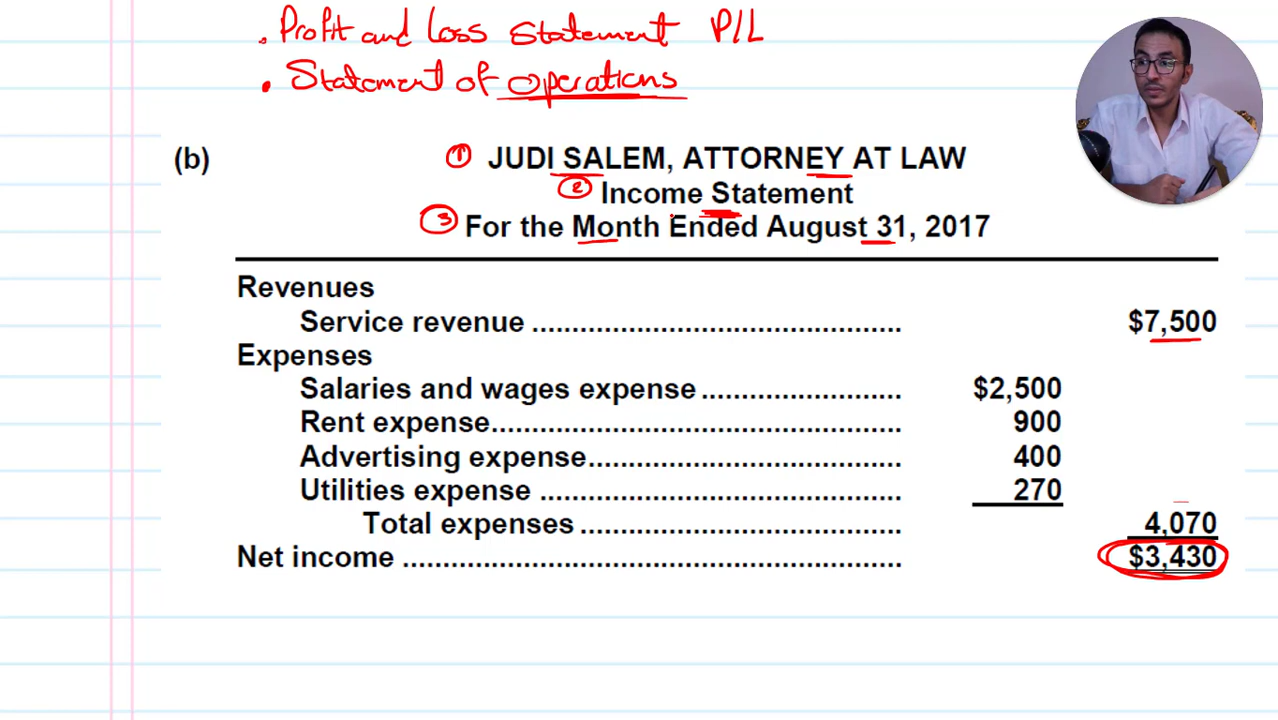 . Profit and loss statement P/L
• Statement of operations
(b) ① JUDI SALEM, ATTORNEY AT LAW
② Income Statement
③ For the Month Ended August 31, 2017
Revenues
Service revenue ............................................... $7,500
Expenses
Salaries and wages expense ......................... $2,500
Rent expense.................................................... 900
Advertising expense........................................ 400
Utilities expense .............................................. 270
Total expenses ......................................... 4,070
Net income ............................................................... $3,430